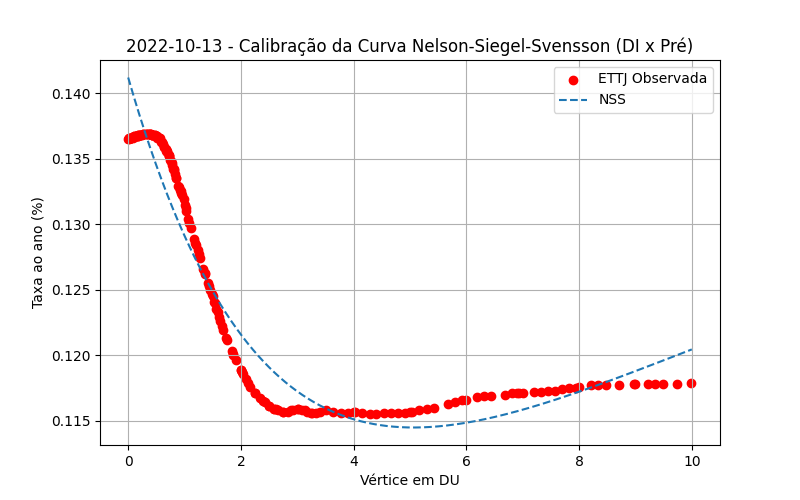 2022-10-13 - Calibração da Curva Nelson-Siegel-Svensson (DI x Pré)
ETTJ Observada
NSS
Taxa ao ano (%)
0.140
0.135
0.130
0.125
0.120
0.115
0 2 4 6 8 10
Vértice em DU